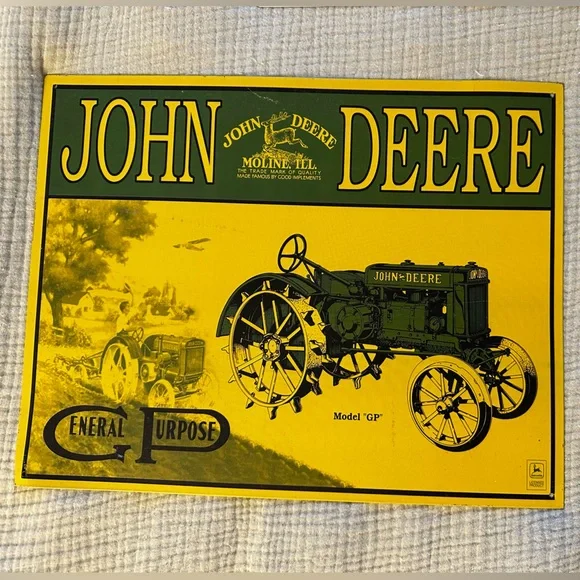 JOHN DEERE
JOHN DEERE
MOLINE, ILL.
THE TRADE MARK OF QUALITY
MADE FAMOUS BY GOOD IMPLEMENTS
JOHN DEERE
Model "GP"
GENERAL PURPOSE